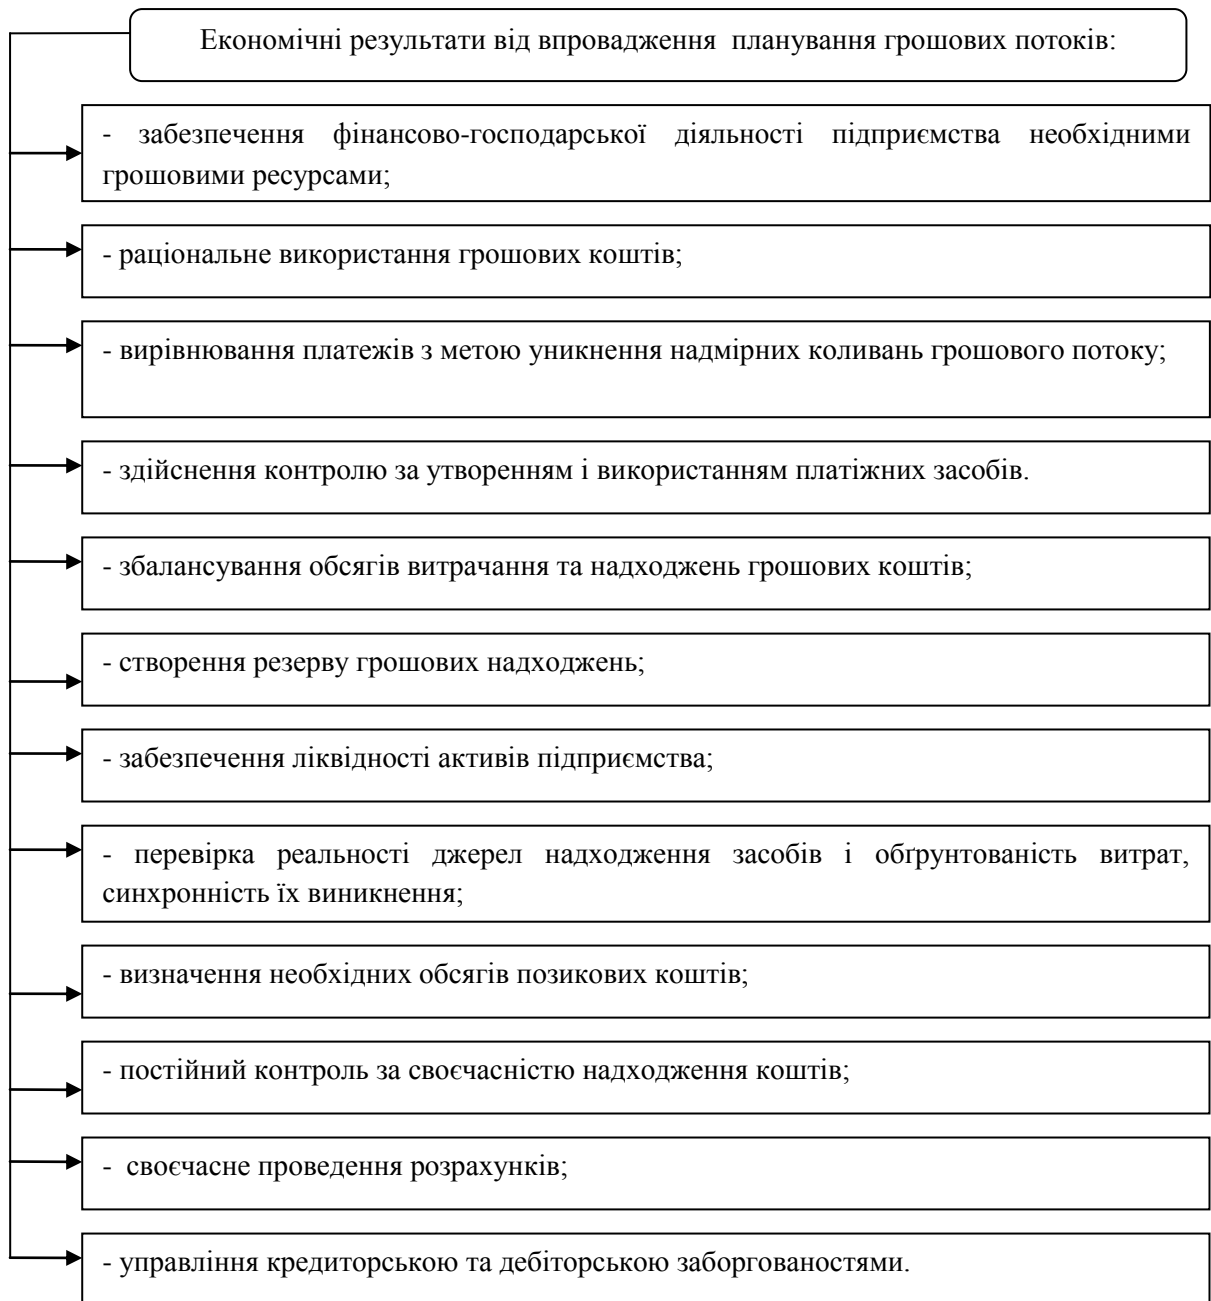 Економічні результати від впровадження планування грошових потоків:
- забезпечення фінансово-господарської діяльності підприємства необхідними
грошовими ресурсами;
- раціональне використання грошових коштів;
- вирівнювання платежів з метою уникнення надмірних коливань грошового потоку;
- здійснення контролю за утворенням і використанням платіжних засобів.
- збалансування обсягів витрачання та надходжень грошових коштів;
- створення резерву грошових надходжень;
- забезпечення ліквідності активів підприємства;
- перевірка реальності джерел надходження засобів і обґрунтованість витрат,
синхронність їх виникнення;
- визначення необхідних обсягів позикових коштів;
- постійний контроль за своєчасністю надходження коштів;
- своєчасне проведення розрахунків;
- управління кредиторською та дебіторською заборгованостями.